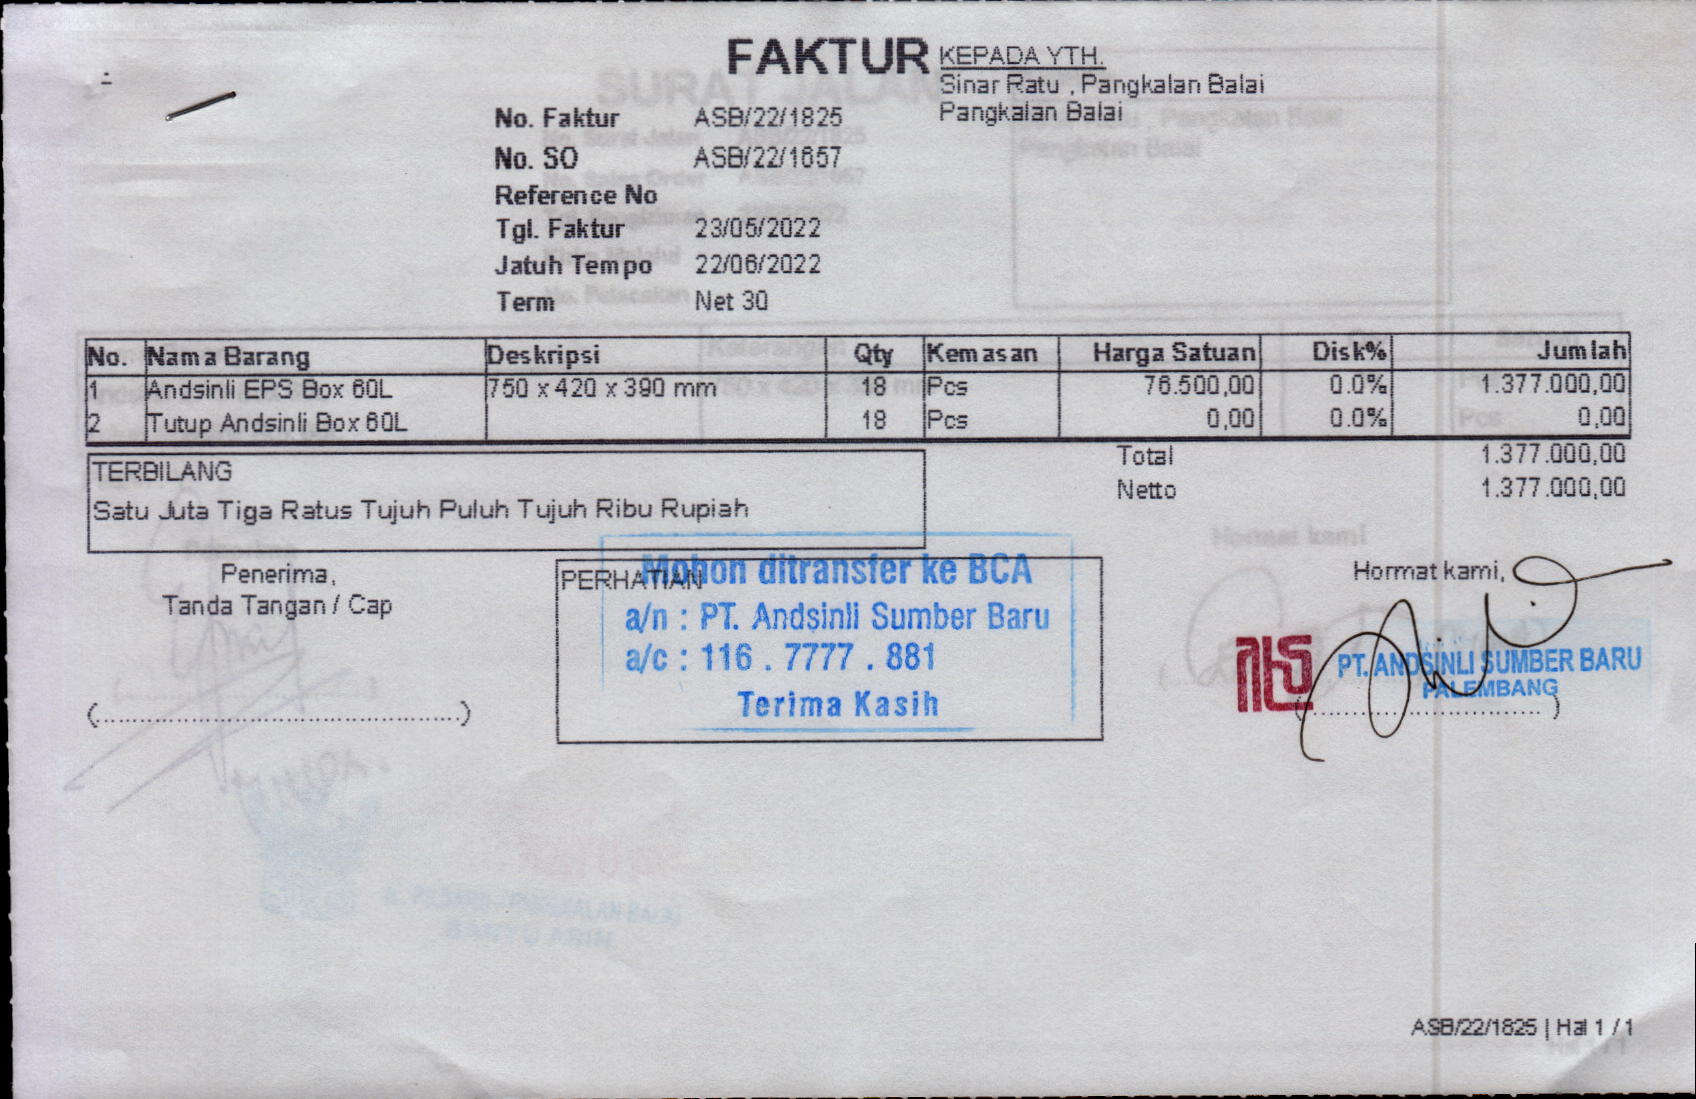 FAKTUR
KEPADA YTH.
Sinar Ratu , Pangkalan Balai
Pangkalan Balai
No. Faktur ASB/22/1825
No. SO ASB/22/1657
Reference No
Tgl. Faktur 23/05/2022
Jatuh Tempo 22/06/2022
Term Net 30
No. Nama Barang Deskripsi Qty Kemasan Harga Satuan Disk% Jumlah
1 Andsinli EPS Box 60L 750 x 420 x 390 mm 18 Pcs 76.500,00 0.0% 1.377.000,00
2 Tutup Andsinli Box 60L 18 Pcs 0,00 0.0% 0,00
Total 1.377.000,00
Netto 1.377.000,00
TERBILANG
Satu Juta Tiga Ratus Tujuh Puluh Tujuh Ribu Rupiah
Penerima,
Tanda Tangan / Cap
(............................................................)
PERHATIAN
Mohon ditransfer ke BCA
a/n : PT. Andsinli Sumber Baru
a/c : 116 . 7777 . 881
Terima Kasih
Hormat kami,
PT. ANDSINLI SUMBER BARU
PALEMBANG
(.....................................)
ASB/22/1825 | Hal 1 / 1